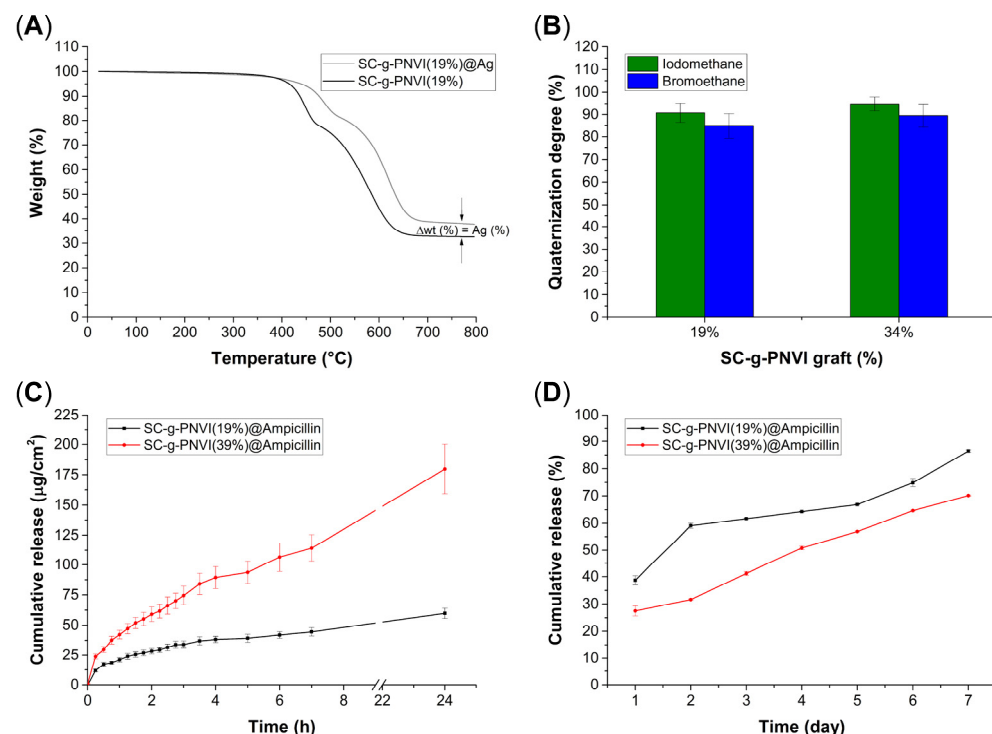 (A)
110
100
90
80
70
60
50
40
30
20
10
0
Weight (%)
SC-g-PNVI(19%)@Ag
SC-g-PNVI(19%)
Δwt (%) = Ag (%)
0 100 200 300 400 500 600 700 800
Temperature (°C)
(B)
120
110
100
90
80
70
60
50
40
30
20
10
0
Quaternization degree (%)
Iodomethane
Bromoethane
19% 34%
SC-g-PNVI graft (%)
(C)
225
200
175
150
125
100
75
50
25
0
Cumulative release (µg/cm²)
SC-g-PNVI(19%)@Ampicillin
SC-g-PNVI(39%)@Ampicillin
0 2 4 6 8 22 24
Time (h)
(D)
100
90
80
70
60
50
40
30
20
10
0
Cumulative release (%)
SC-g-PNVI(19%)@Ampicillin
SC-g-PNVI(39%)@Ampicillin
1 2 3 4 5 6 7
Time (day)